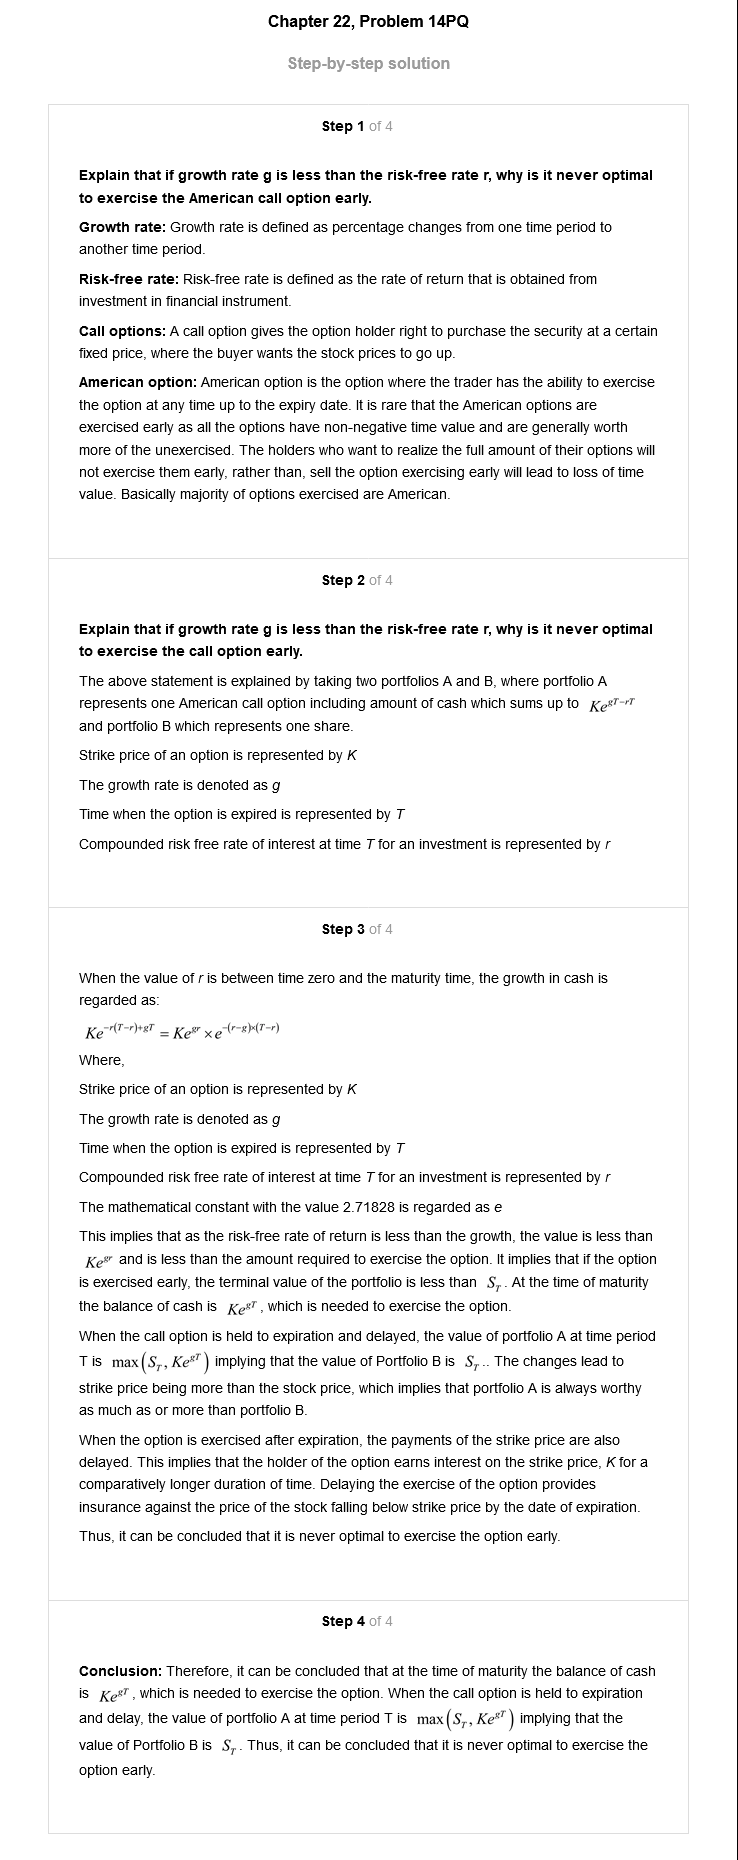 Chapter 22, Problem 14PQ
Step-by-step solution
Step 1 of 4
Explain that if growth rate g is less than the risk-free rate r, why is it never optimal
to exercise the American call option early.
Growth rate: Growth rate is defined as percentage changes from one time period to
another time period.
Risk-free rate: Risk-free rate is defined as the rate of return that is obtained from
investment in financial instrument.
Call options: A call option gives the option holder right to purchase the security at a certain
fixed price, where the buyer wants the stock prices to go up.
American option: American option is the option where the trader has the ability to exercise
the option at any time up to the expiry date. It is rare that the American options are
exercised early as all the options have non-negative time value and are generally worth
more of the unexercised. The holders who want to realize the full amount of their options will
not exercise them early, rather than, sell the option exercising early will lead to loss of time
value. Basically majority of options exercised are American.
Step 2 of 4
Explain that if growth rate g is less than the risk-free rate r, why is it never optimal
to exercise the call option early.
The above statement is explained by taking two portfolios A and B, where portfolio A
represents one American call option including amount of cash which sums up to Ke^{gT-rT}
and portfolio B which represents one share.
Strike price of an option is represented by K
The growth rate is denoted as g
Time when the option is expired is represented by T
Compounded risk free rate of interest at time T for an investment is represented by r
Step 3 of 4
When the value of r is between time zero and the maturity time, the growth in cash is
regarded as:
Ke^{-r(T-r)+gT} = Ke^{gr} × e^{-(r-g)×(T-r)}
Where,
Strike price of an option is represented by K
The growth rate is denoted as g
Time when the option is expired is represented by T
Compounded risk free rate of interest at time T for an investment is represented by r
The mathematical constant with the value 2.71828 is regarded as e
This implies that as the risk-free rate of return is less than the growth, the value is less than
Ke^{gr} and is less than the amount required to exercise the option. It implies that if the option
is exercised early, the terminal value of the portfolio is less than S_T. At the time of maturity
the balance of cash is Ke^{gT}, which is needed to exercise the option.
When the call option is held to expiration and delayed, the value of portfolio A at time period
T is max(S_T, Ke^{gT}) implying that the value of Portfolio B is S_T.. The changes lead to
strike price being more than the stock price, which implies that portfolio A is always worthy
as much as or more than portfolio B.
When the option is exercised after expiration, the payments of the strike price are also
delayed. This implies that the holder of the option earns interest on the strike price, K for a
comparatively longer duration of time. Delaying the exercise of the option provides
insurance against the price of the stock falling below strike price by the date of expiration.
Thus, it can be concluded that it is never optimal to exercise the option early.
Step 4 of 4
Conclusion: Therefore, it can be concluded that at the time of maturity the balance of cash
is Ke^{gT}, which is needed to exercise the option. When the call option is held to expiration
and delay, the value of portfolio A at time period T is max(S_T, Ke^{gT}) implying that the
value of Portfolio B is S_T. Thus, it can be concluded that it is never optimal to exercise the
option early.